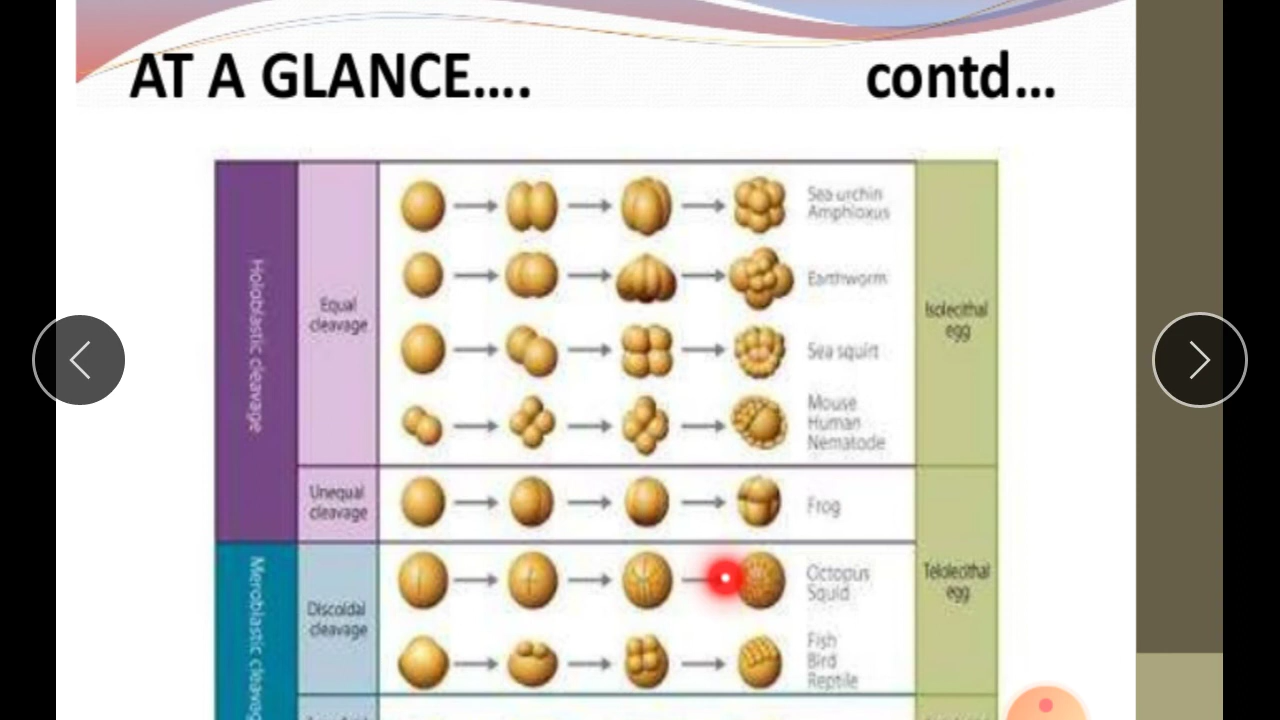 AT A GLANCE.... contd...
Holoblastic cleavage
Equal
cleavage
Sea urchin
Amphioxus
Earthworm
Sea squirt
Mouse
Human
Nematode
Isolecithal
egg
Unequal
cleavage
Frog
Meroblastic cleavag
Discoidal
cleavage
Octopus
Squid
Fish
Bird
Reptile
Telolecithal
egg